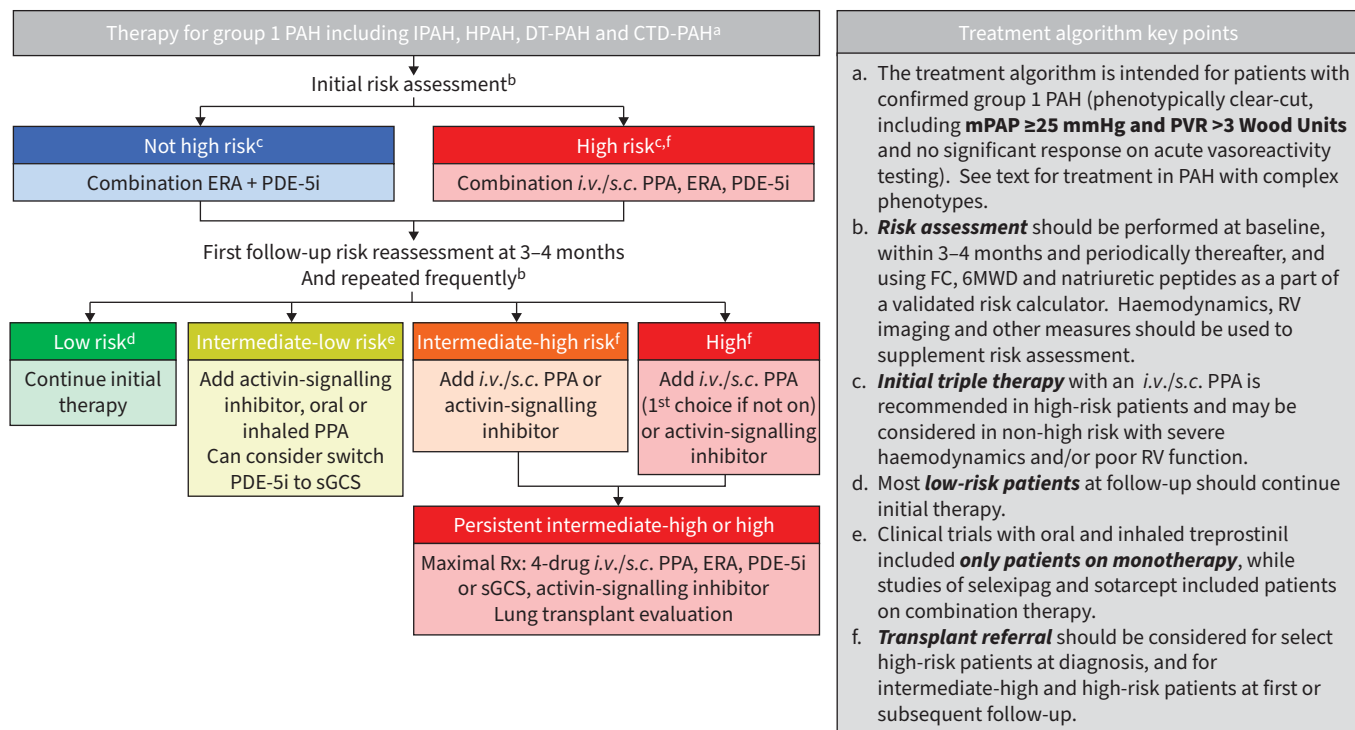 Therapy for group 1 PAH including IPAH, HPAH, DT-PAH and CTD-PAHᵃ
Initial risk assessmentᵇ
Not high riskᶜ
Combination ERA + PDE-5i
High riskᶜ,ᶠ
Combination i.v./s.c. PPA, ERA, PDE-5i
First follow-up risk reassessment at 3–4 months
And repeated frequentlyᵇ
Low riskᵈ
Continue initial
therapy
Intermediate-low riskᵉ
Add activin-signalling
inhibitor, oral or
inhaled PPA
Can consider switch
PDE-5i to sGCS
Intermediate-high riskᶠ
Add i.v./s.c. PPA or
activin-signalling
inhibitor
Highᶠ
Add i.v./s.c. PPA
(1ˢᵗ choice if not on)
or activin-signalling
inhibitor
Persistent intermediate-high or high
Maximal Rx: 4-drug i.v./s.c. PPA, ERA, PDE-5i
or sGCS, activin-signalling inhibitor
Lung transplant evaluation
Treatment algorithm key points
a. The treatment algorithm is intended for patients with
confirmed group 1 PAH (phenotypically clear-cut,
including mPAP ≥25 mmHg and PVR >3 Wood Units
and no significant response on acute vasoreactivity
testing). See text for treatment in PAH with complex
phenotypes.
b. Risk assessment should be performed at baseline,
within 3–4 months and periodically thereafter, and
using FC, 6MWD and natriuretic peptides as a part of
a validated risk calculator. Haemodynamics, RV
imaging and other measures should be used to
supplement risk assessment.
c. Initial triple therapy with an i.v./s.c. PPA is
recommended in high-risk patients and may be
considered in non-high risk with severe
haemodynamics and/or poor RV function.
d. Most low-risk patients at follow-up should continue
initial therapy.
e. Clinical trials with oral and inhaled treprostinil
included only patients on monotherapy, while
studies of selexipag and sotarcept included patients
on combination therapy.
f. Transplant referral should be considered for select
high-risk patients at diagnosis, and for
intermediate-high and high-risk patients at first or
subsequent follow-up.